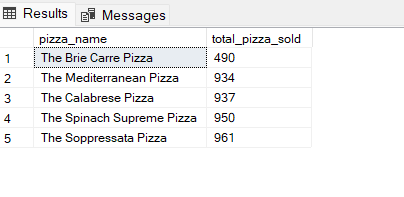 Results Messages
pizza_name total_pizza_sold
1 The Brie Carre Pizza 490
2 The Mediterranean Pizza 934
3 The Calabrese Pizza 937
4 The Spinach Supreme Pizza 950
5 The Soppressata Pizza 961